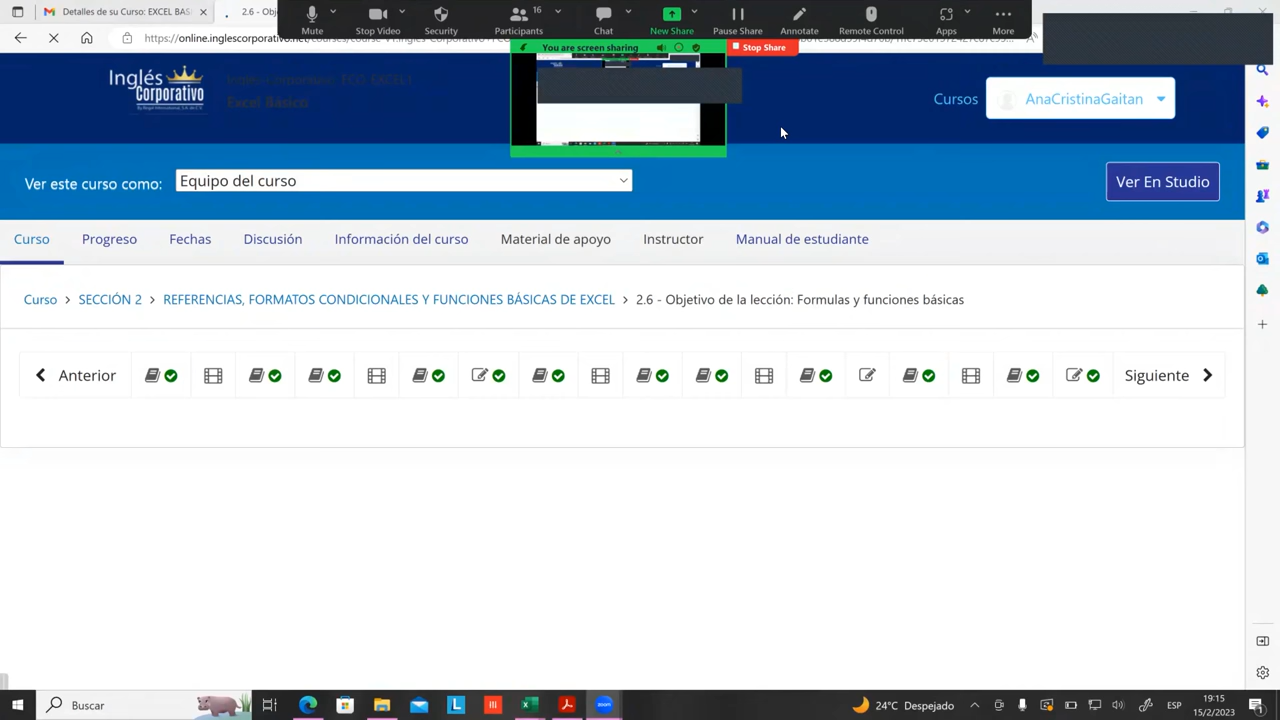 Detalles de Su Curso: EXCEL BAS
2.6 - Obj
Mute
Stop Video
Security
16
Participants
Chat
New Share
Pause Share
Annotate
Remote Control
Apps
More
You are screen sharing
Stop Share
Inglés
Corporativo
Excel Básico
Cursos
AnaCristinaGaitan
Ver este curso como:
Equipo del curso
Ver En Studio
Curso
Progreso
Fechas
Discusión
Información del curso
Material de apoyo
Instructor
Manual de estudiante
Curso > SECCIÓN 2 > REFERENCIAS, FORMATOS CONDICIONALES Y FUNCIONES BÁSICAS DE EXCEL > 2.6 - Objetivo de la lección: Formulas y funciones básicas
Anterior
Siguiente
Buscar
24°C Despejado
ESP
19:15
15/2/2023